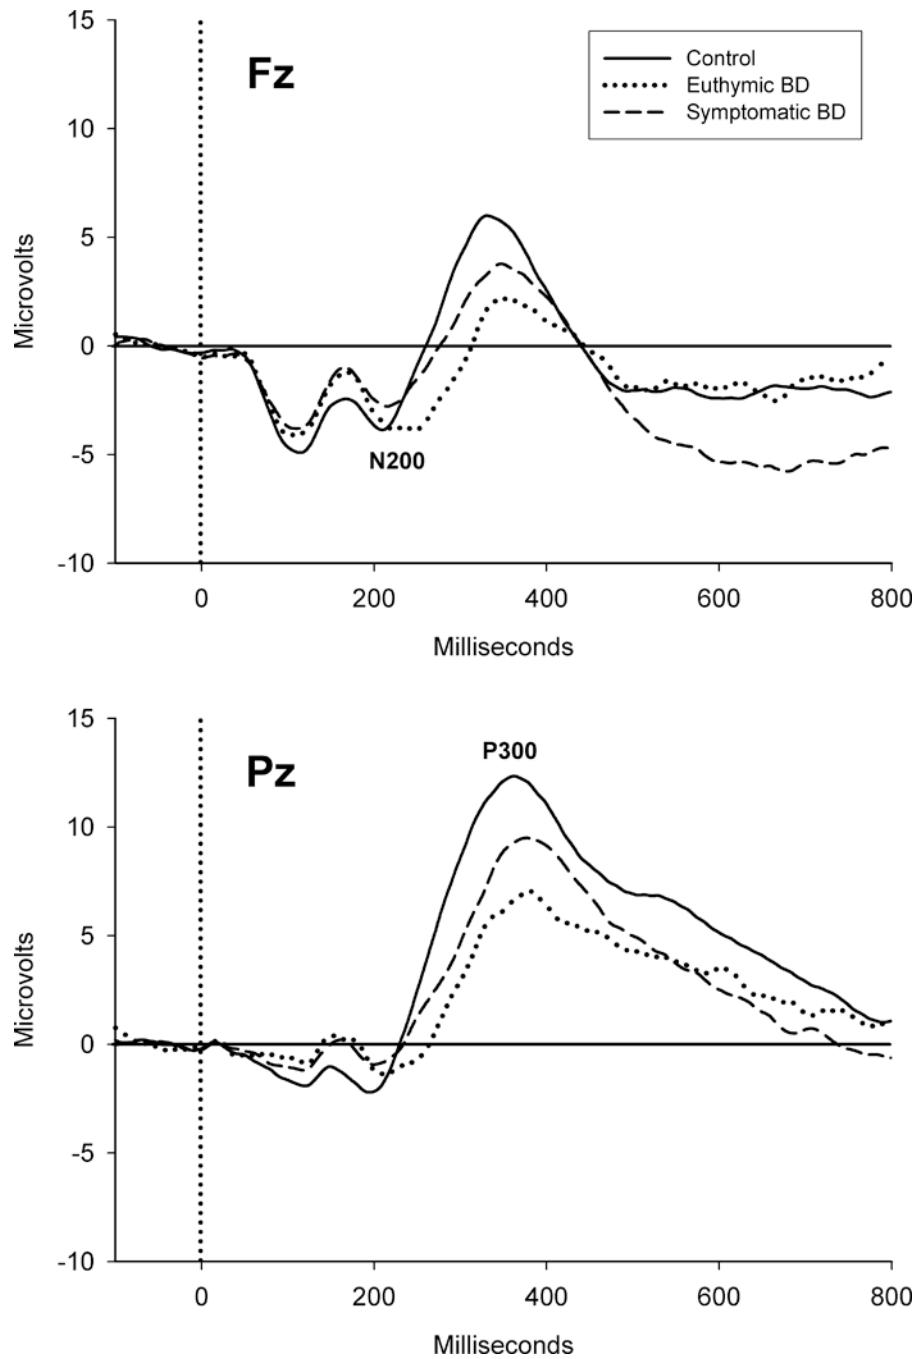 15
Fz
Control
Euthymic BD
Symptomatic BD
10
5
Microvolts
0
N200
-5
-10
0 200 400 600 800
Milliseconds
15
P300
Pz
10
5
Microvolts
0
-5
-10
0 200 400 600 800
Milliseconds